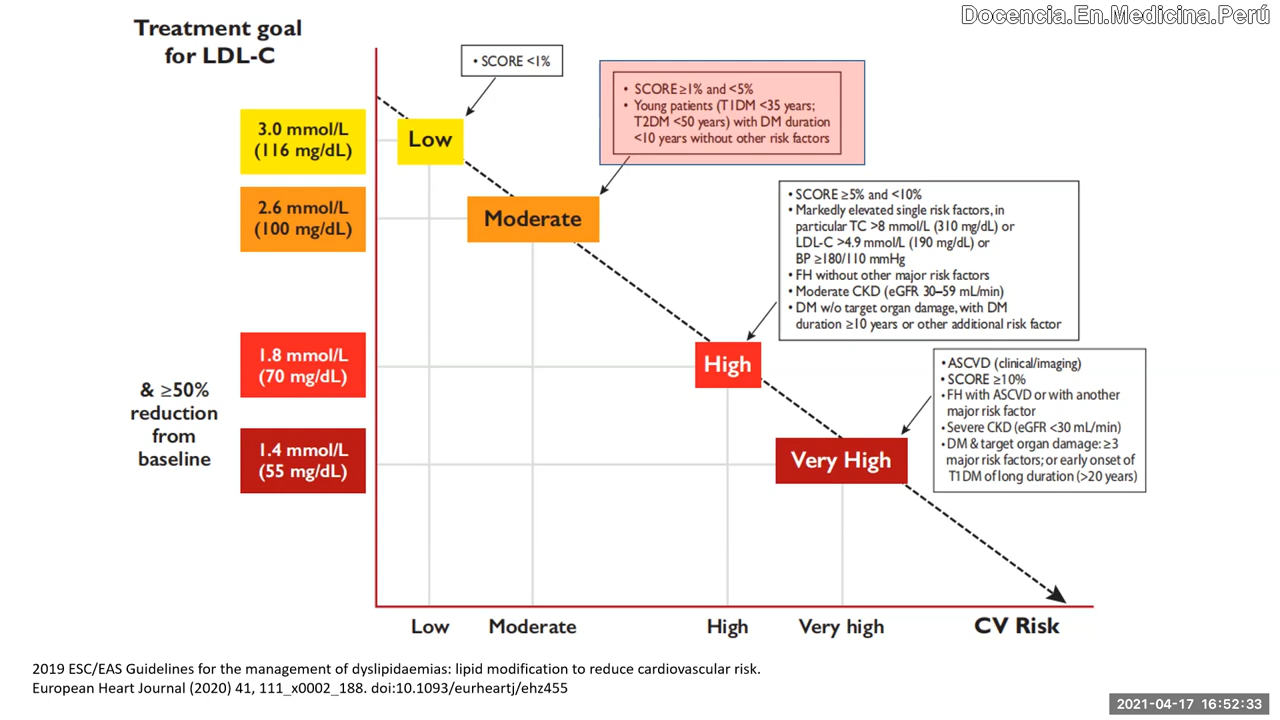 Docencia.En.Medicina.Perú
Treatment goal
for LDL-C
• SCORE <1%
• SCORE ≥1% and <5%
• Young patients (T1DM <35 years;
T2DM <50 years) with DM duration
<10 years without other risk factors
3.0 mmol/L
(116 mg/dL)
Low
2.6 mmol/L
(100 mg/dL)
Moderate
• SCORE ≥5% and <10%
• Markedly elevated single risk factors, in
particular TC >8 mmol/L (310 mg/dL) or
LDL-C >4.9 mmol/L (190 mg/dL) or
BP ≥180/110 mmHg
• FH without other major risk factors
• Moderate CKD (eGFR 30–59 mL/min)
• DM w/o target organ damage, with DM
duration ≥10 years or other additional risk factor
1.8 mmol/L
(70 mg/dL)
High
& ≥50%
reduction
from
baseline
1.4 mmol/L
(55 mg/dL)
Very High
• ASCVD (clinical/imaging)
• SCORE ≥10%
• FH with ASCVD or with another
major risk factor
• Severe CKD (eGFR <30 mL/min)
• DM & target organ damage: ≥3
major risk factors; or early onset of
T1DM of long duration (>20 years)
Low
Moderate
High
Very high
CV Risk
2019 ESC/EAS Guidelines for the management of dyslipidaemias: lipid modification to reduce cardiovascular risk.
European Heart Journal (2020) 41, 111_x0002_188. doi:10.1093/eurheartj/ehz455
2021-04-17 16:52:33